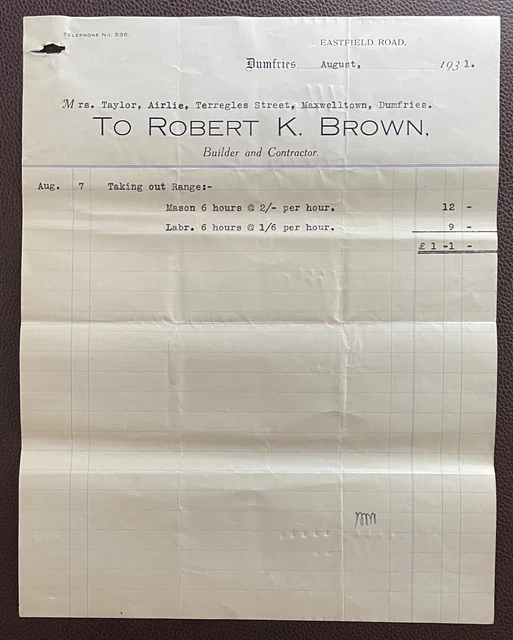 TELEPHONE No. 536.
EASTFIELD ROAD,
Dumfries, August, 1931.
Mrs. Taylor, Airlie, Terregles Street, Maxwelltown, Dumfries.
TO ROBERT K. BROWN,
Builder and Contractor.
Aug. 7 Taking out Range:-
Mason 6 hours @ 2/- per hour. 12 -
Labr. 6 hours @ 1/6 per hour. 9 -
£ 1 -1 -